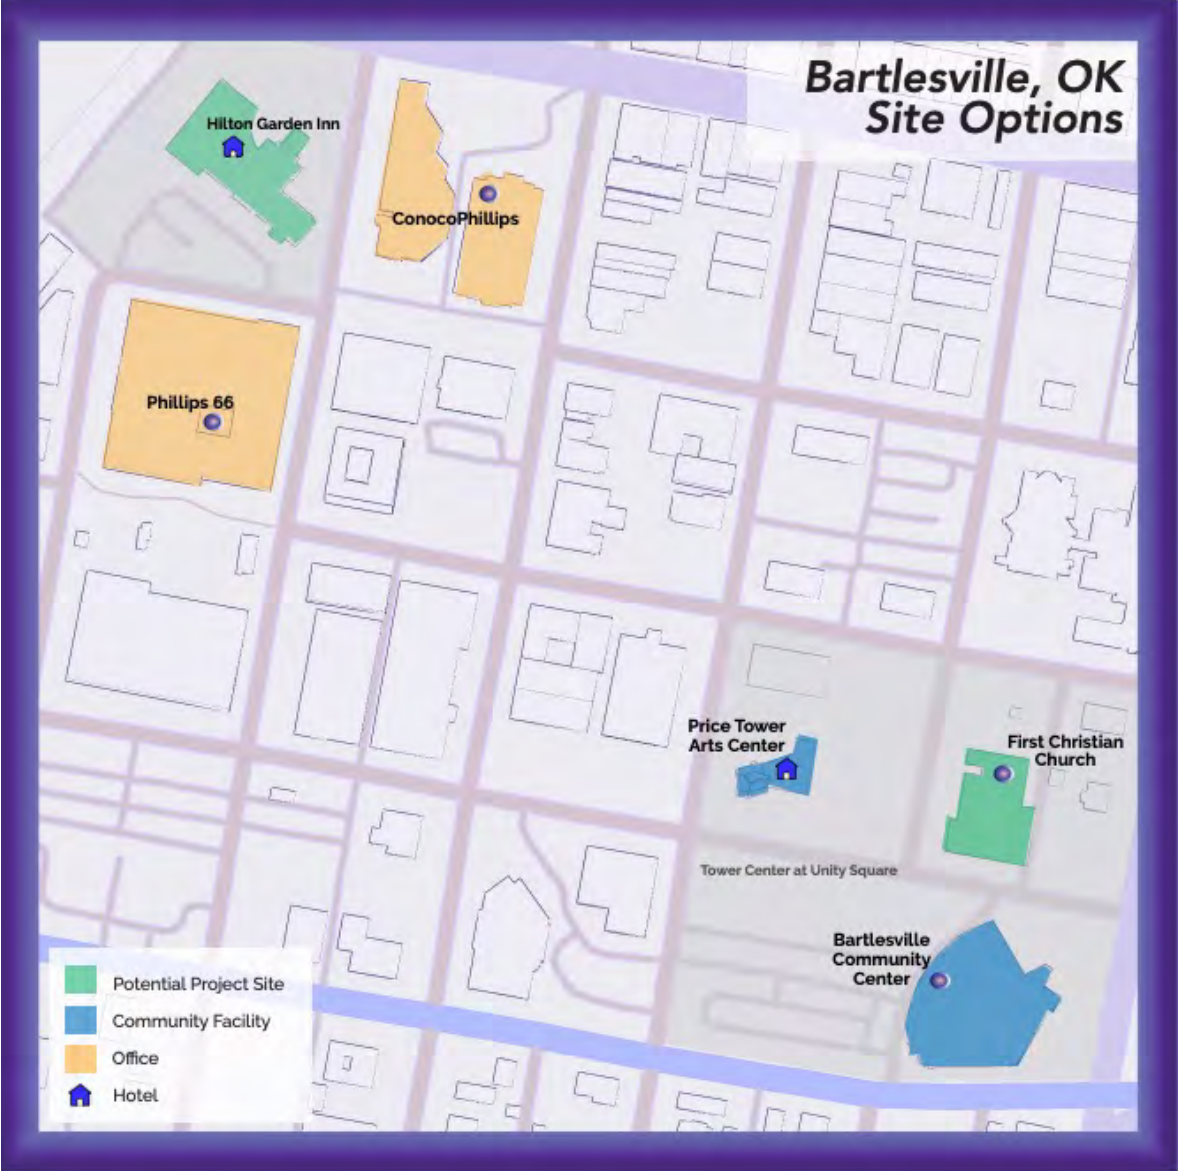 Bartlesville, OK
Site Options
Hilton Garden Inn
ConocoPhillips
Phillips 66
Price Tower
Arts Center
First Christian
Church
Tower Center at Unity Square
Bartlesville
Community
Center
Potential Project Site
Community Facility
Office
Hotel